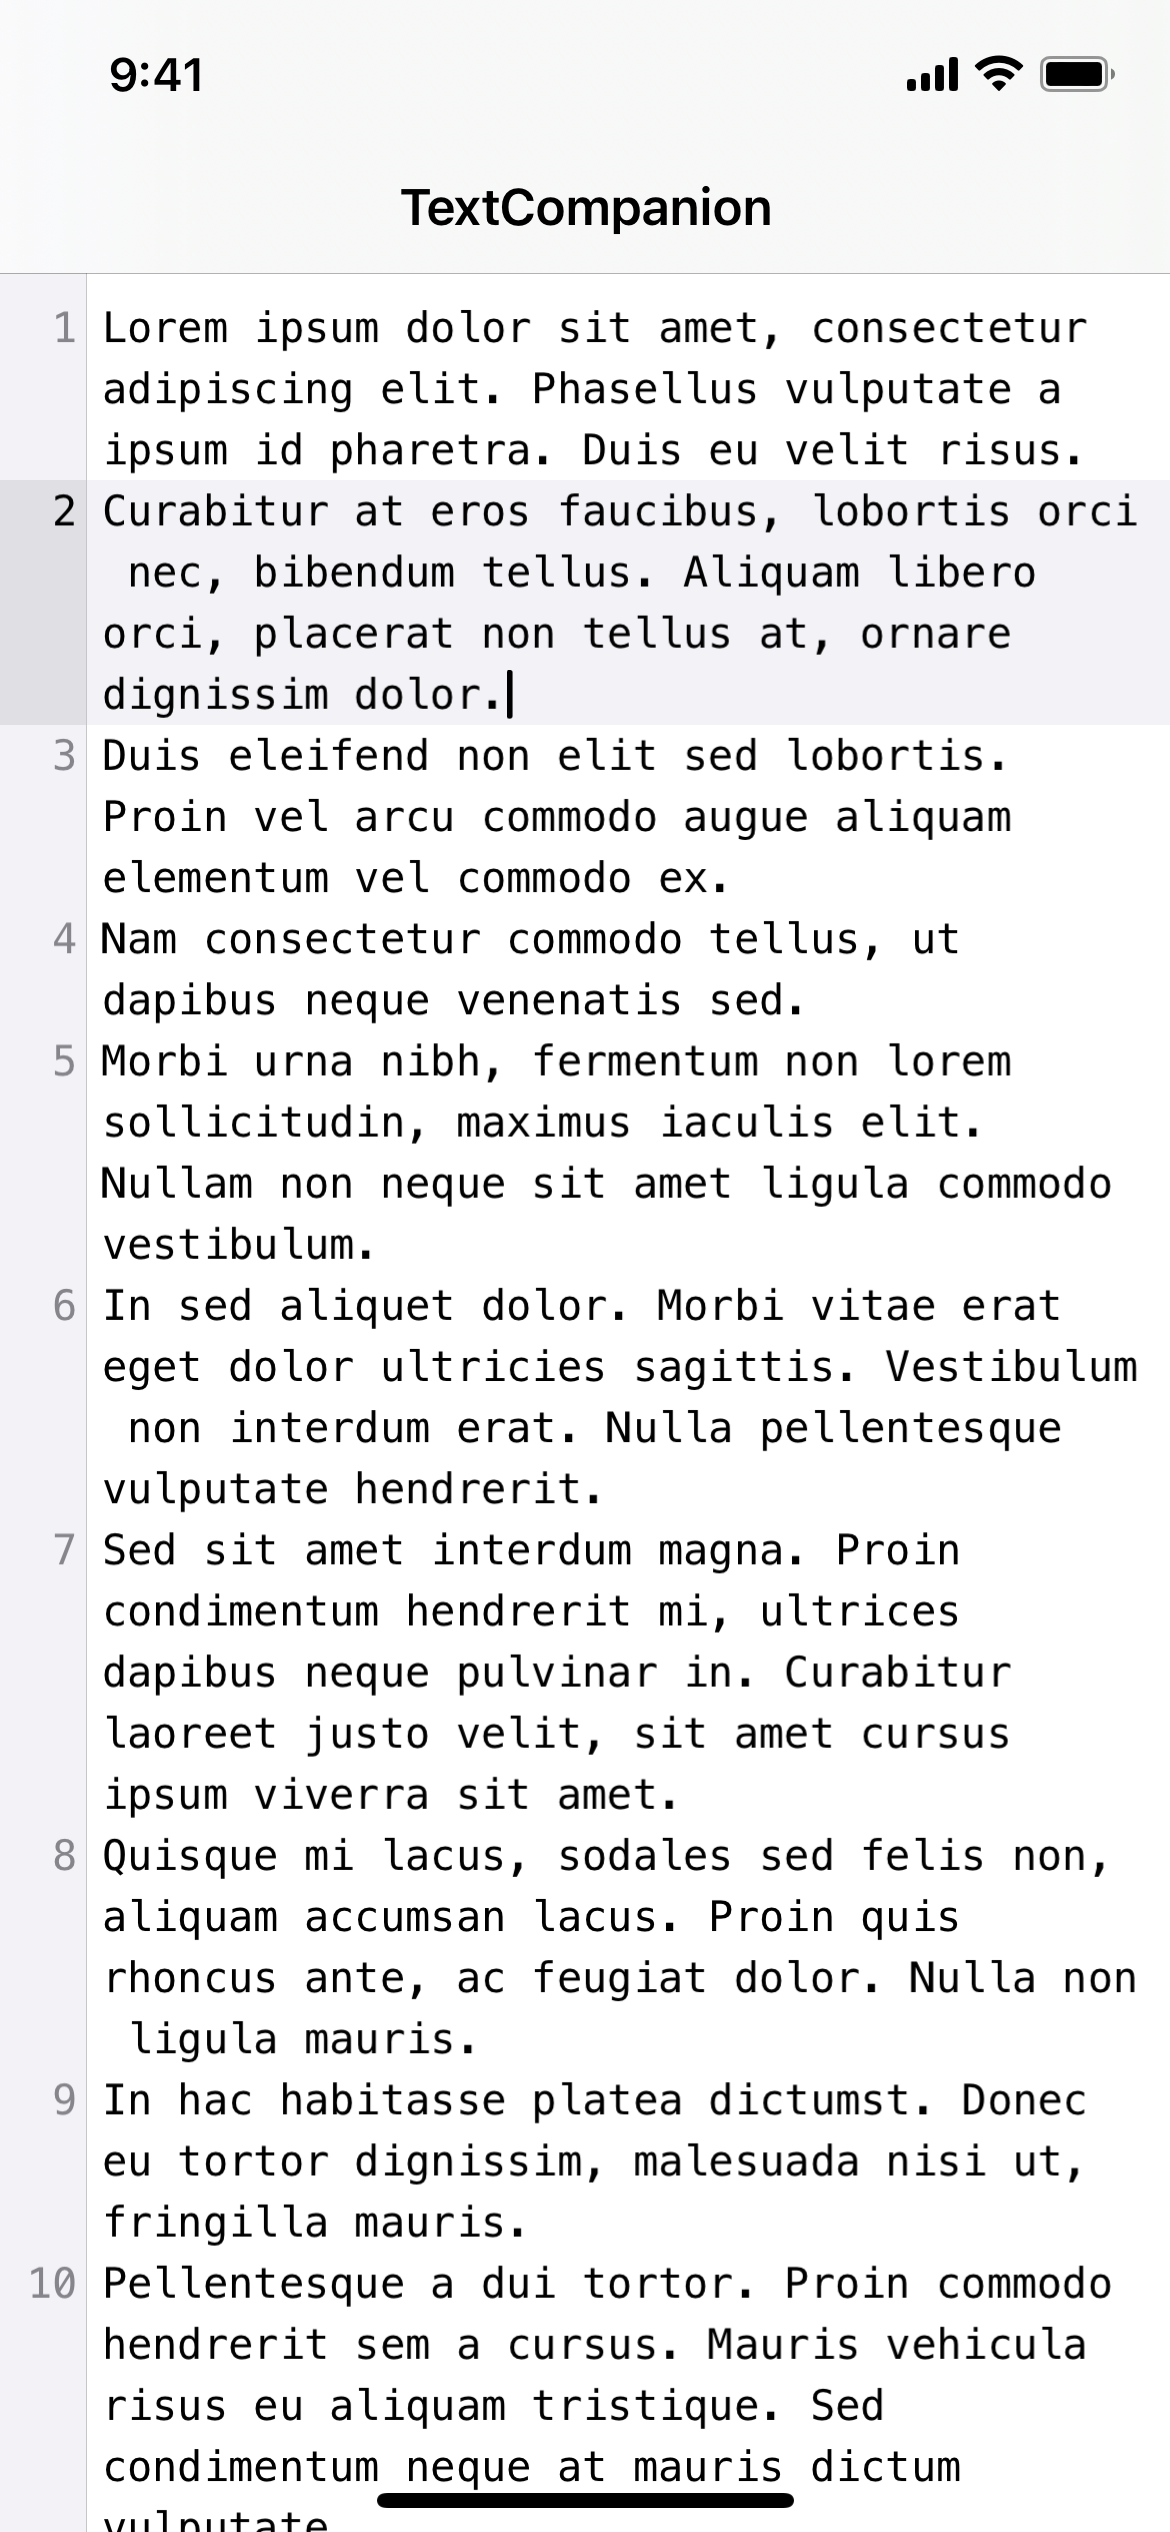 9:41
TextCompanion
1 Lorem ipsum dolor sit amet, consectetur
adipiscing elit. Phasellus vulputate a
ipsum id pharetra. Duis eu velit risus.
2 Curabitur at eros faucibus, lobortis orci
nec, bibendum tellus. Aliquam libero
orci, placerat non tellus at, ornare
dignissim dolor.
3 Duis eleifend non elit sed lobortis.
Proin vel arcu commodo augue aliquam
elementum vel commodo ex.
4 Nam consectetur commodo tellus, ut
dapibus neque venenatis sed.
5 Morbi urna nibh, fermentum non lorem
sollicitudin, maximus iaculis elit.
Nullam non neque sit amet ligula commodo
vestibulum.
6 In sed aliquet dolor. Morbi vitae erat
eget dolor ultricies sagittis. Vestibulum
non interdum erat. Nulla pellentesque
vulputate hendrerit.
7 Sed sit amet interdum magna. Proin
condimentum hendrerit mi, ultrices
dapibus neque pulvinar in. Curabitur
laoreet justo velit, sit amet cursus
ipsum viverra sit amet.
8 Quisque mi lacus, sodales sed felis non,
aliquam accumsan lacus. Proin quis
rhoncus ante, ac feugiat dolor. Nulla non
ligula mauris.
9 In hac habitasse platea dictumst. Donec
eu tortor dignissim, malesuada nisi ut,
fringilla mauris.
10 Pellentesque a dui tortor. Proin commodo
hendrerit sem a cursus. Mauris vehicula
risus eu aliquam tristique. Sed
condimentum neque at mauris dictum
vulputate